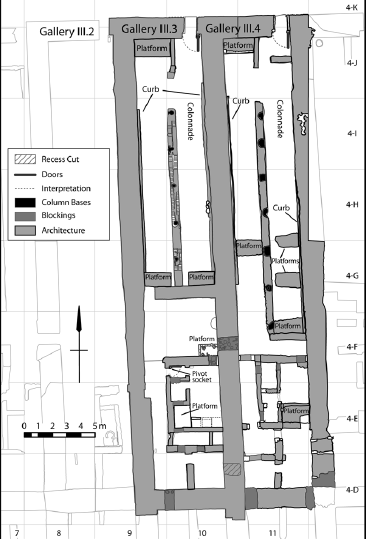 4-K
Gallery III.2
Gallery III.3
Gallery III.4
Platform
Platform
4-J
Curb
Curb
Colonnade
Colonnade
4-I
Recess Cut
Doors
Interpretation
Column Bases
Blockings
Architecture
4-H
Curb
Platform
Platforms
Platform
Platform
4-G
Platform
Platform
4-F
Pivot
socket
Platform
Platform
4-E
0 1 2 3 4 5 m
4-D
7 8 9 10 11